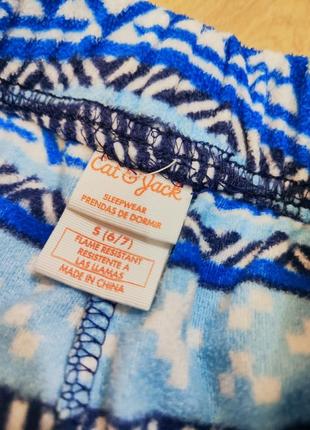 Cat & Jack
SLEEPWEAR
PRENDAS DE DORMIR
S (6/7)
FLAME RESISTANT
RESISTENTE A
LAS LLAMAS
MADE IN CHINA